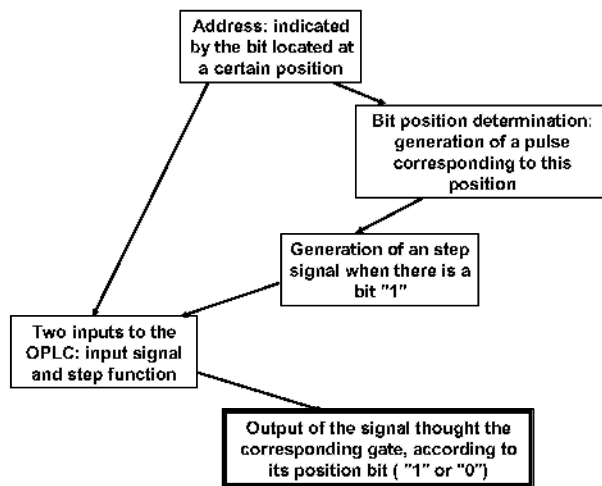 Address: indicated
by the bit located at
a certain position
Bit position determination:
generation of a pulse
corresponding to this
position
Generation of an step
signal when there is a
bit "1"
Two inputs to the
OPLC: input signal
and step function
Output of the signal thought the
corresponding gate, according to
its position bit ( "1" or "0")